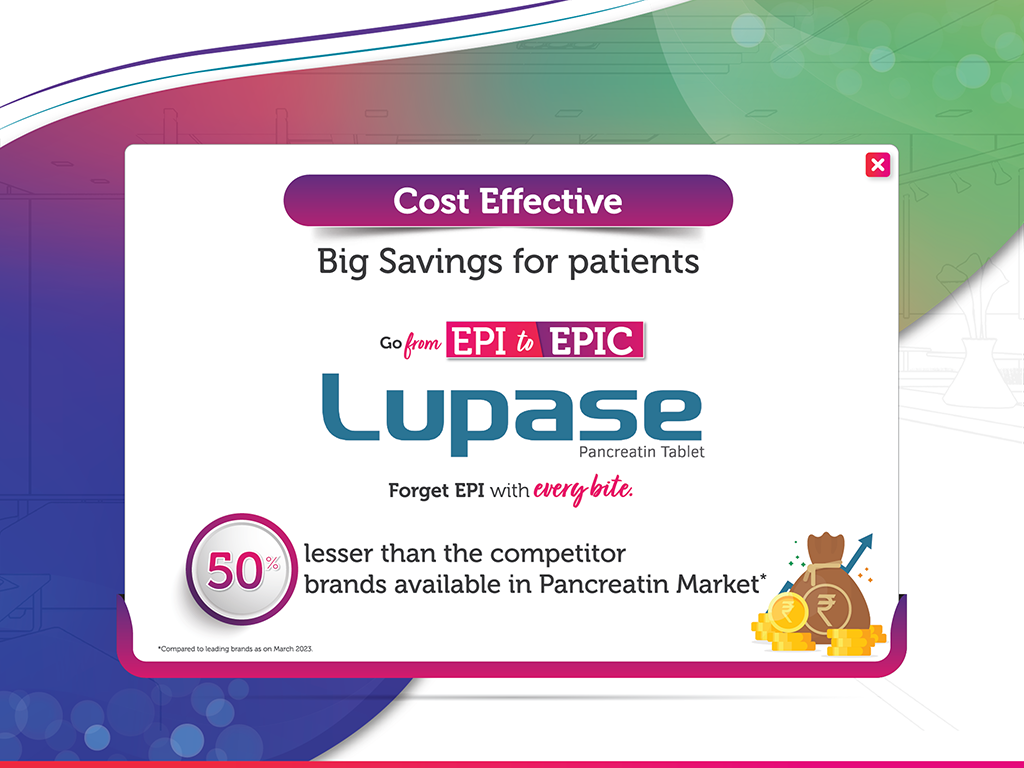 Cost Effective
Big Savings for patients
Go from EPI to EPIC
Lupase
Pancreatin Tablet
Forget EPI with every bite.
50% lesser than the competitor
brands available in Pancreatin Market*
₹ ₹
*Compared to leading brands as on March 2023.